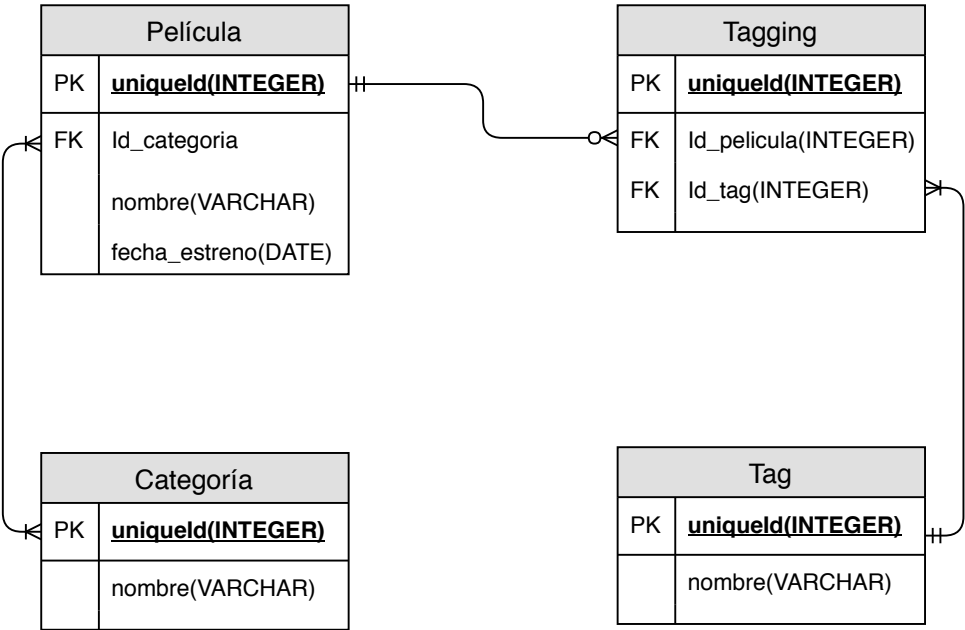 Película
PK uniqueId(INTEGER)
FK Id_categoria
nombre(VARCHAR)
fecha_estreno(DATE)
Tagging
PK uniqueId(INTEGER)
FK Id_pelicula(INTEGER)
FK Id_tag(INTEGER)
Categoría
PK uniqueId(INTEGER)
nombre(VARCHAR)
Tag
PK uniqueId(INTEGER)
nombre(VARCHAR)